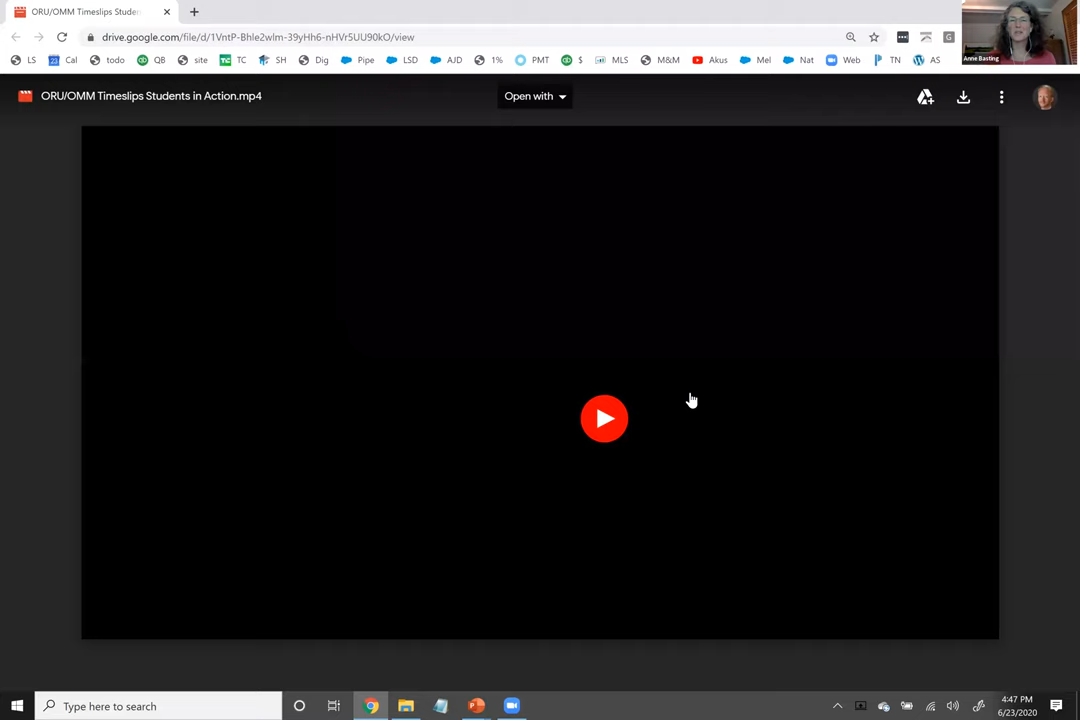 ORU/OMM Timeslips Studen
drive.google.com/file/d/1VntP-Bhle2wlm-39yHh6-nHVr5UU90kO/view
LS Cal todo QB site TC SH Dig Pipe LSD AJD 1% PMT $ MLS M&M Akus Mel Nat Web TN AS
Anne Basting
ORU/OMM Timeslips Students in Action.mp4
Open with
Type here to search
4:47 PM
6/23/2020